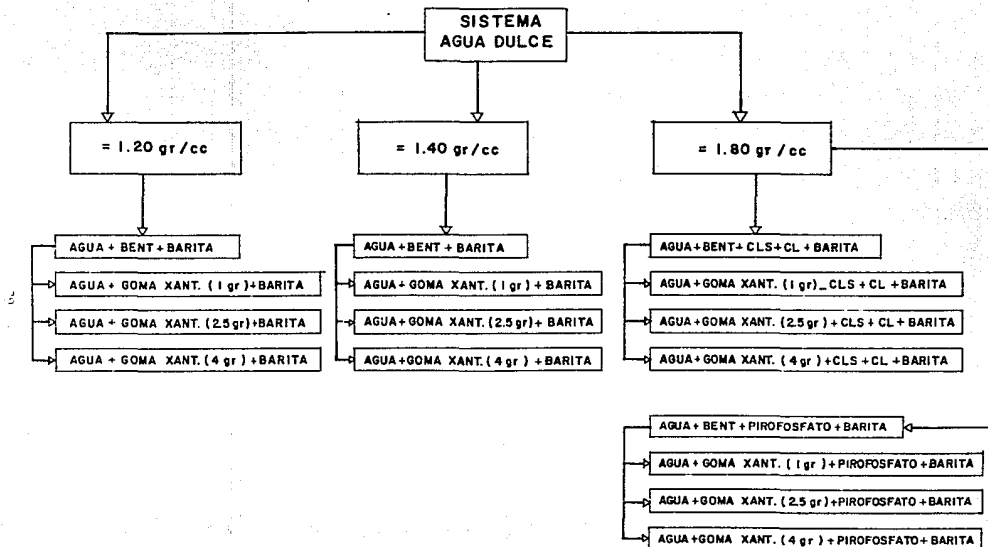 SISTEMA
AGUA DULCE
= 1.20 gr/cc
= 1.40 gr/cc
= 1.80 gr/cc
AGUA + BENT + BARITA
AGUA + GOMA XANT. (1 gr)+BARITA
AGUA + GOMA XANT. (2.5 gr)+BARITA
AGUA + GOMA XANT. (4 gr)+BARITA
AGUA+BENT + BARITA
AGUA+GOMA XANT. (1 gr) + BARITA
AGUA+GOMA XANT. (2.5 gr)+ BARITA
AGUA+GOMA XANT. (4 gr) +BARITA
AGUA+BENT+ CLS+CL + BARITA
AGUA+GOMA XANT. (1 gr)_CLS + CL + BARITA
AGUA+GOMA XANT. (2.5 gr)+CLS + CL + BARITA
AGUA+GOMA XANT. (4 gr)+CLS + CL + BARITA
AGUA+ BENT+PIROFOSFATO+BARITA
AGUA+ GOMA XANT. (1 gr)+PIROFOSFATO+BARITA
AGUA+GOMA XANT. (2.5 gr)+PIROFOSFATO+BARITA
AGUA+GOMA XANT. (4 gr)+PIROFOSFATO+BARITA